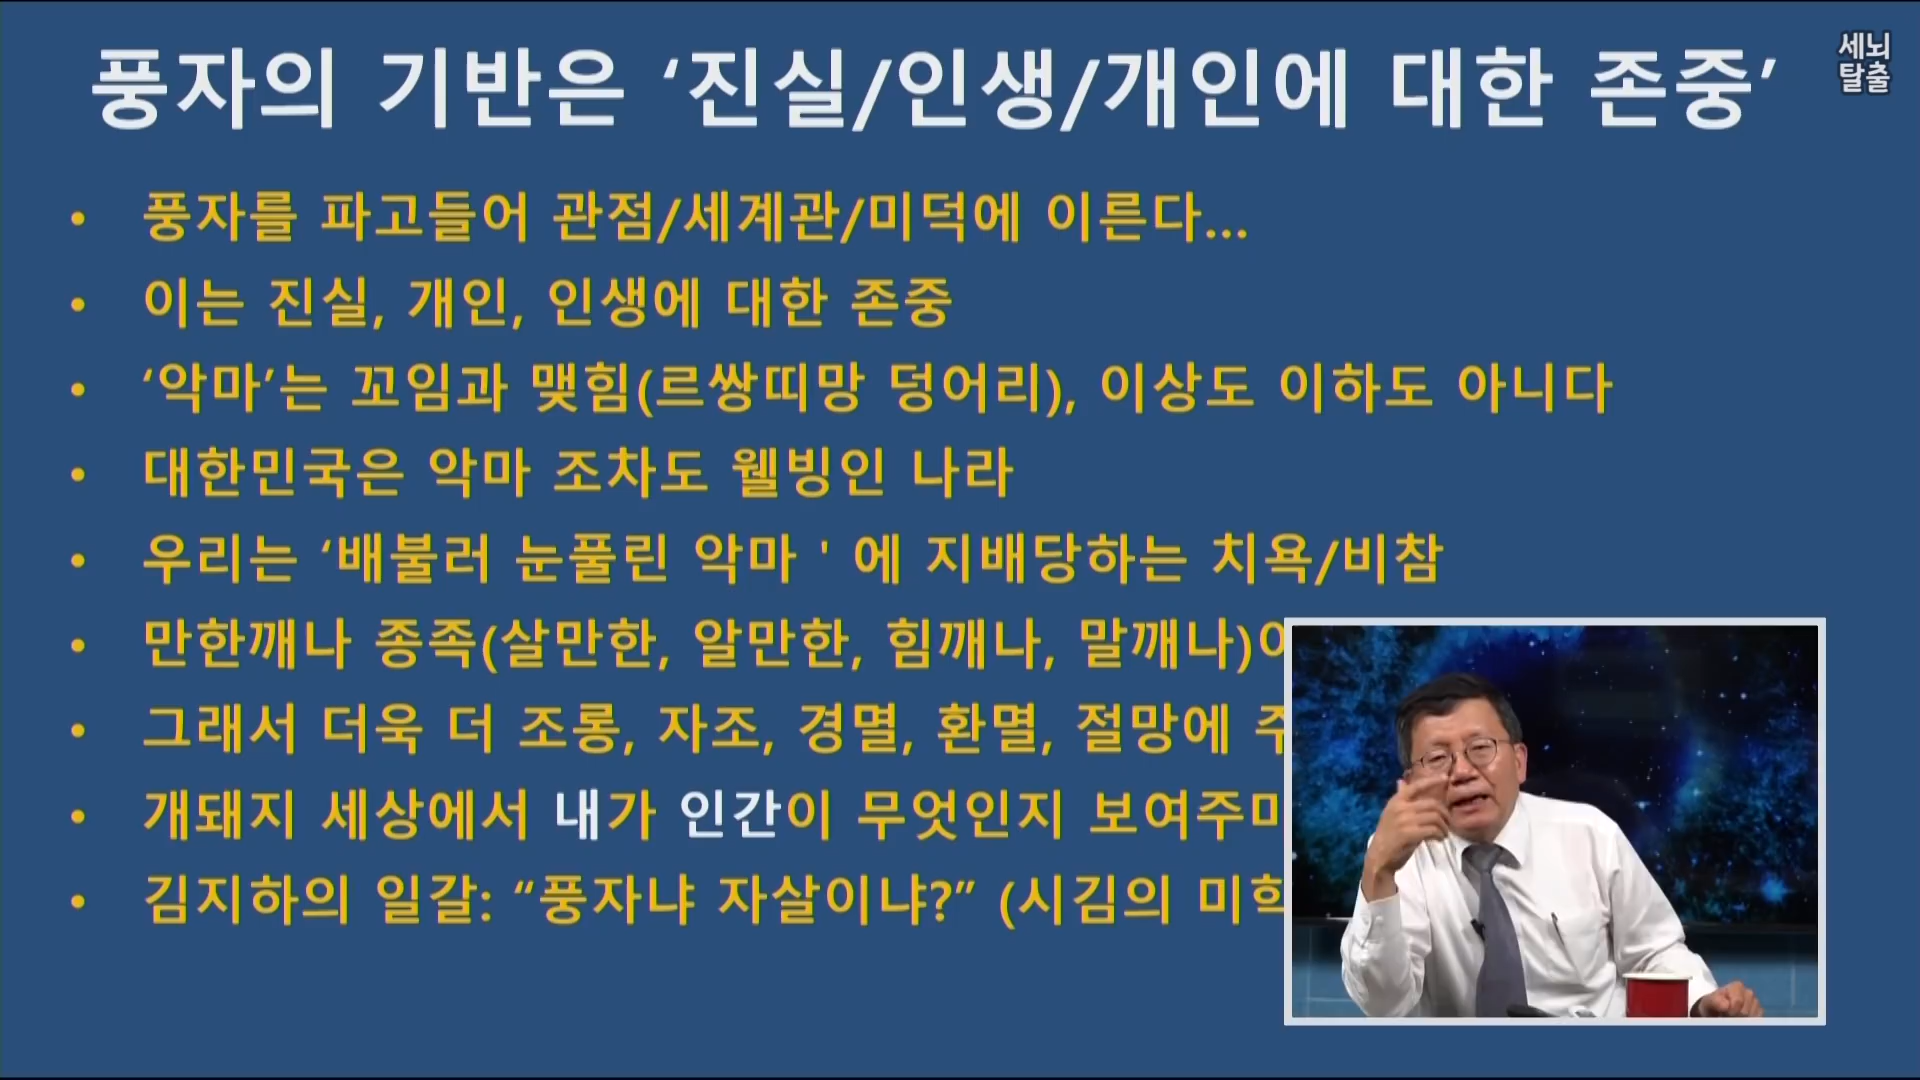 풍자의 기반은 ‘진실/인생/개인에 대한 존중’
세뇌
탈출
• 풍자를 파고들어 관점/세계관/미덕에 이른다...
• 이는 진실, 개인, 인생에 대한 존중
• ‘악마’는 꼬임과 맺힘(르쌍띠망 덩어리), 이상도 이하도 아니다
• 대한민국은 악마 조차도 웰빙인 나라
• 우리는 ‘배불러 눈풀린 악마 ' 에 지배당하는 치욕/비참
• 만한깨나 종족(살만한, 알만한, 힘깨나, 말깨나)
• 그래서 더욱 더 조롱, 자조, 경멸, 환멸, 절망에
• 개돼지 세상에서 내가 인간이 무엇인지
• 김지하의 일갈: “풍자냐 자살이냐?” (시김의